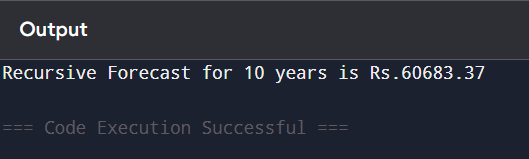 Output
Recursive Forecast for 10 years is Rs.60683.37
=== Code Execution Successful ===